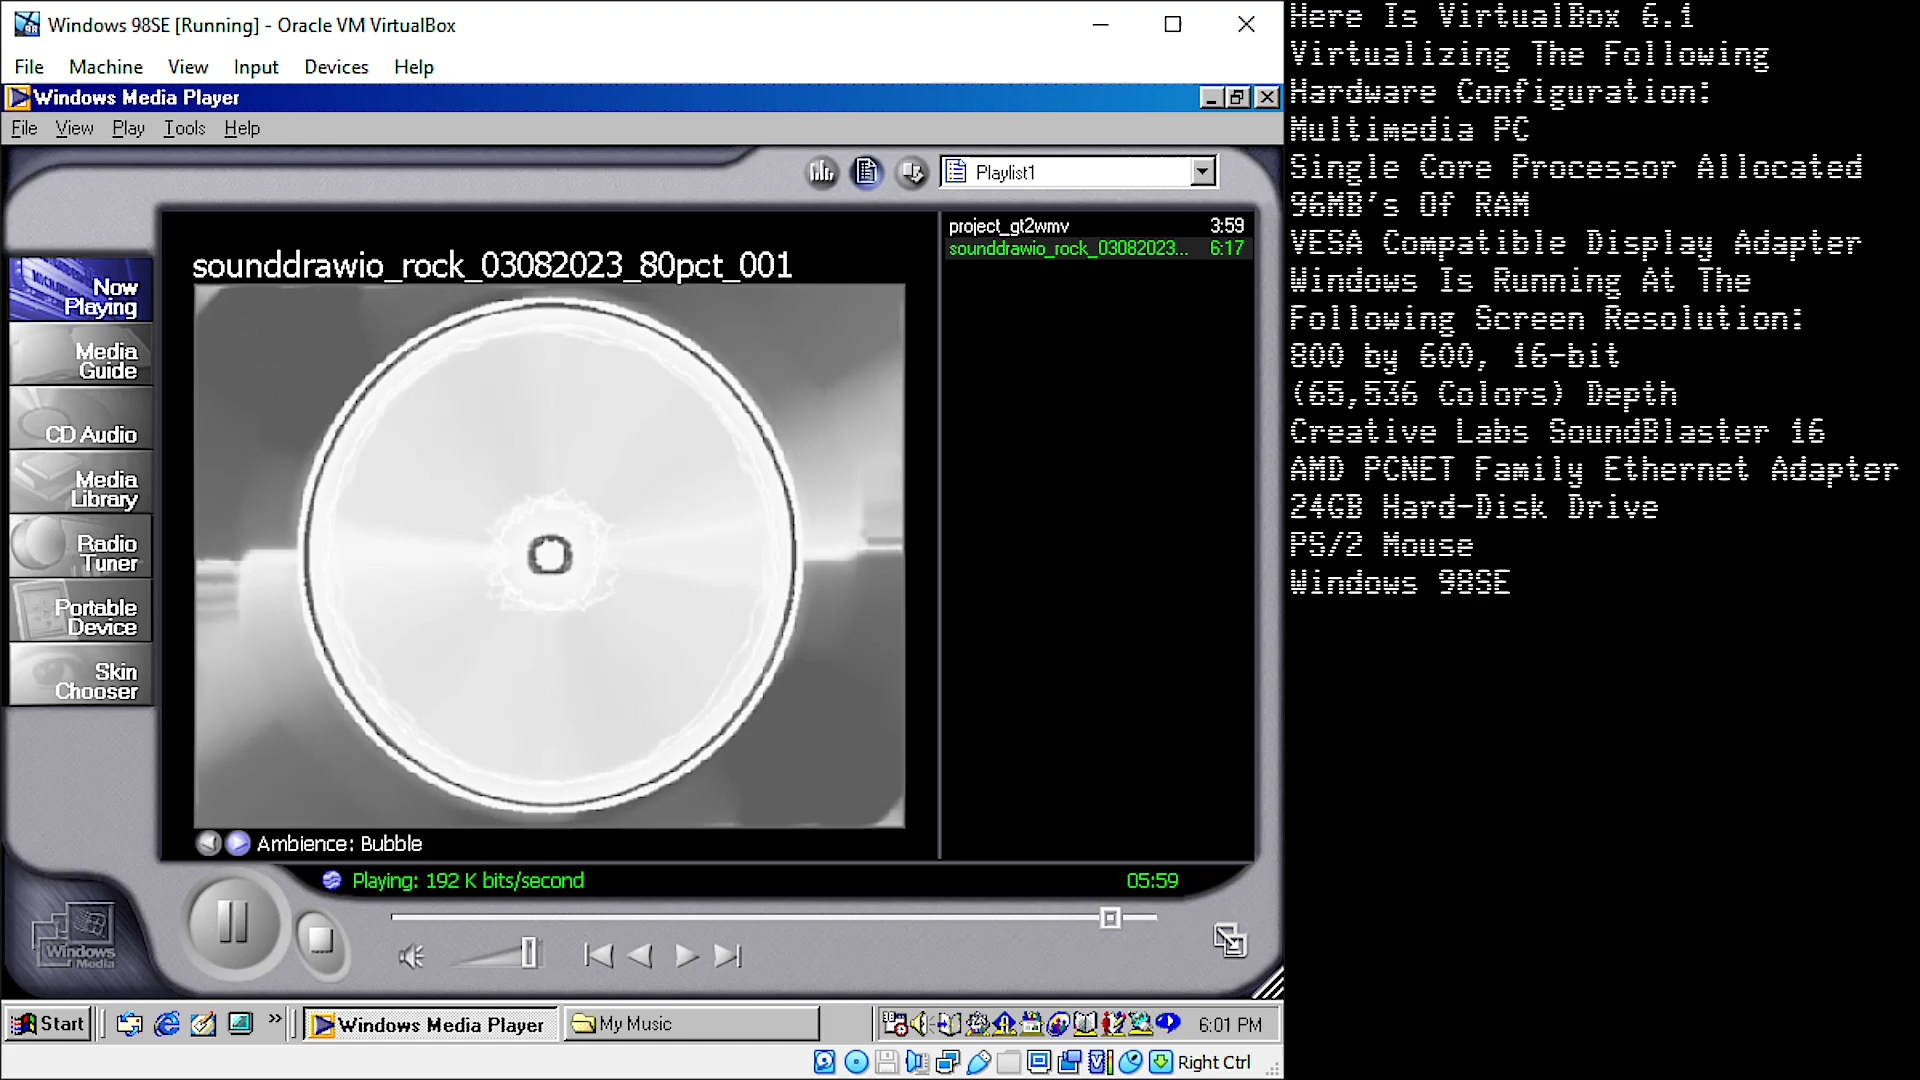 Windows 98SE [Running] - Oracle VM VirtualBox
File Machine View Input Devices Help
Windows Media Player
File View Play Tools Help
Playlist1
project_gt2wmv 3:59
sounddrawio_rock_03082023... 6:17
sounddrawio_rock_03082023_80pct_001
Now Playing
Media Guide
CD Audio
Media Library
Radio Tuner
Portable Device
Skin Chooser
Ambience: Bubble
Playing: 192 K bits/second 05:59
Windows Media
Start Windows Media Player My Music 6:01 PM
Right Ctrl
Here Is VirtualBox 6.1
Virtualizing The Following
Hardware Configuration:
Multimedia PC
Single Core Processor Allocated
96MB's Of RAM
VESA Compatible Display Adapter
Windows Is Running At The
Following Screen Resolution:
800 by 600, 16-bit
(65,536 Colors) Depth
Creative Labs SoundBlaster 16
AMD PCNET Family Ethernet Adapter
24GB Hard-Disk Drive
PS/2 Mouse
Windows 98SE